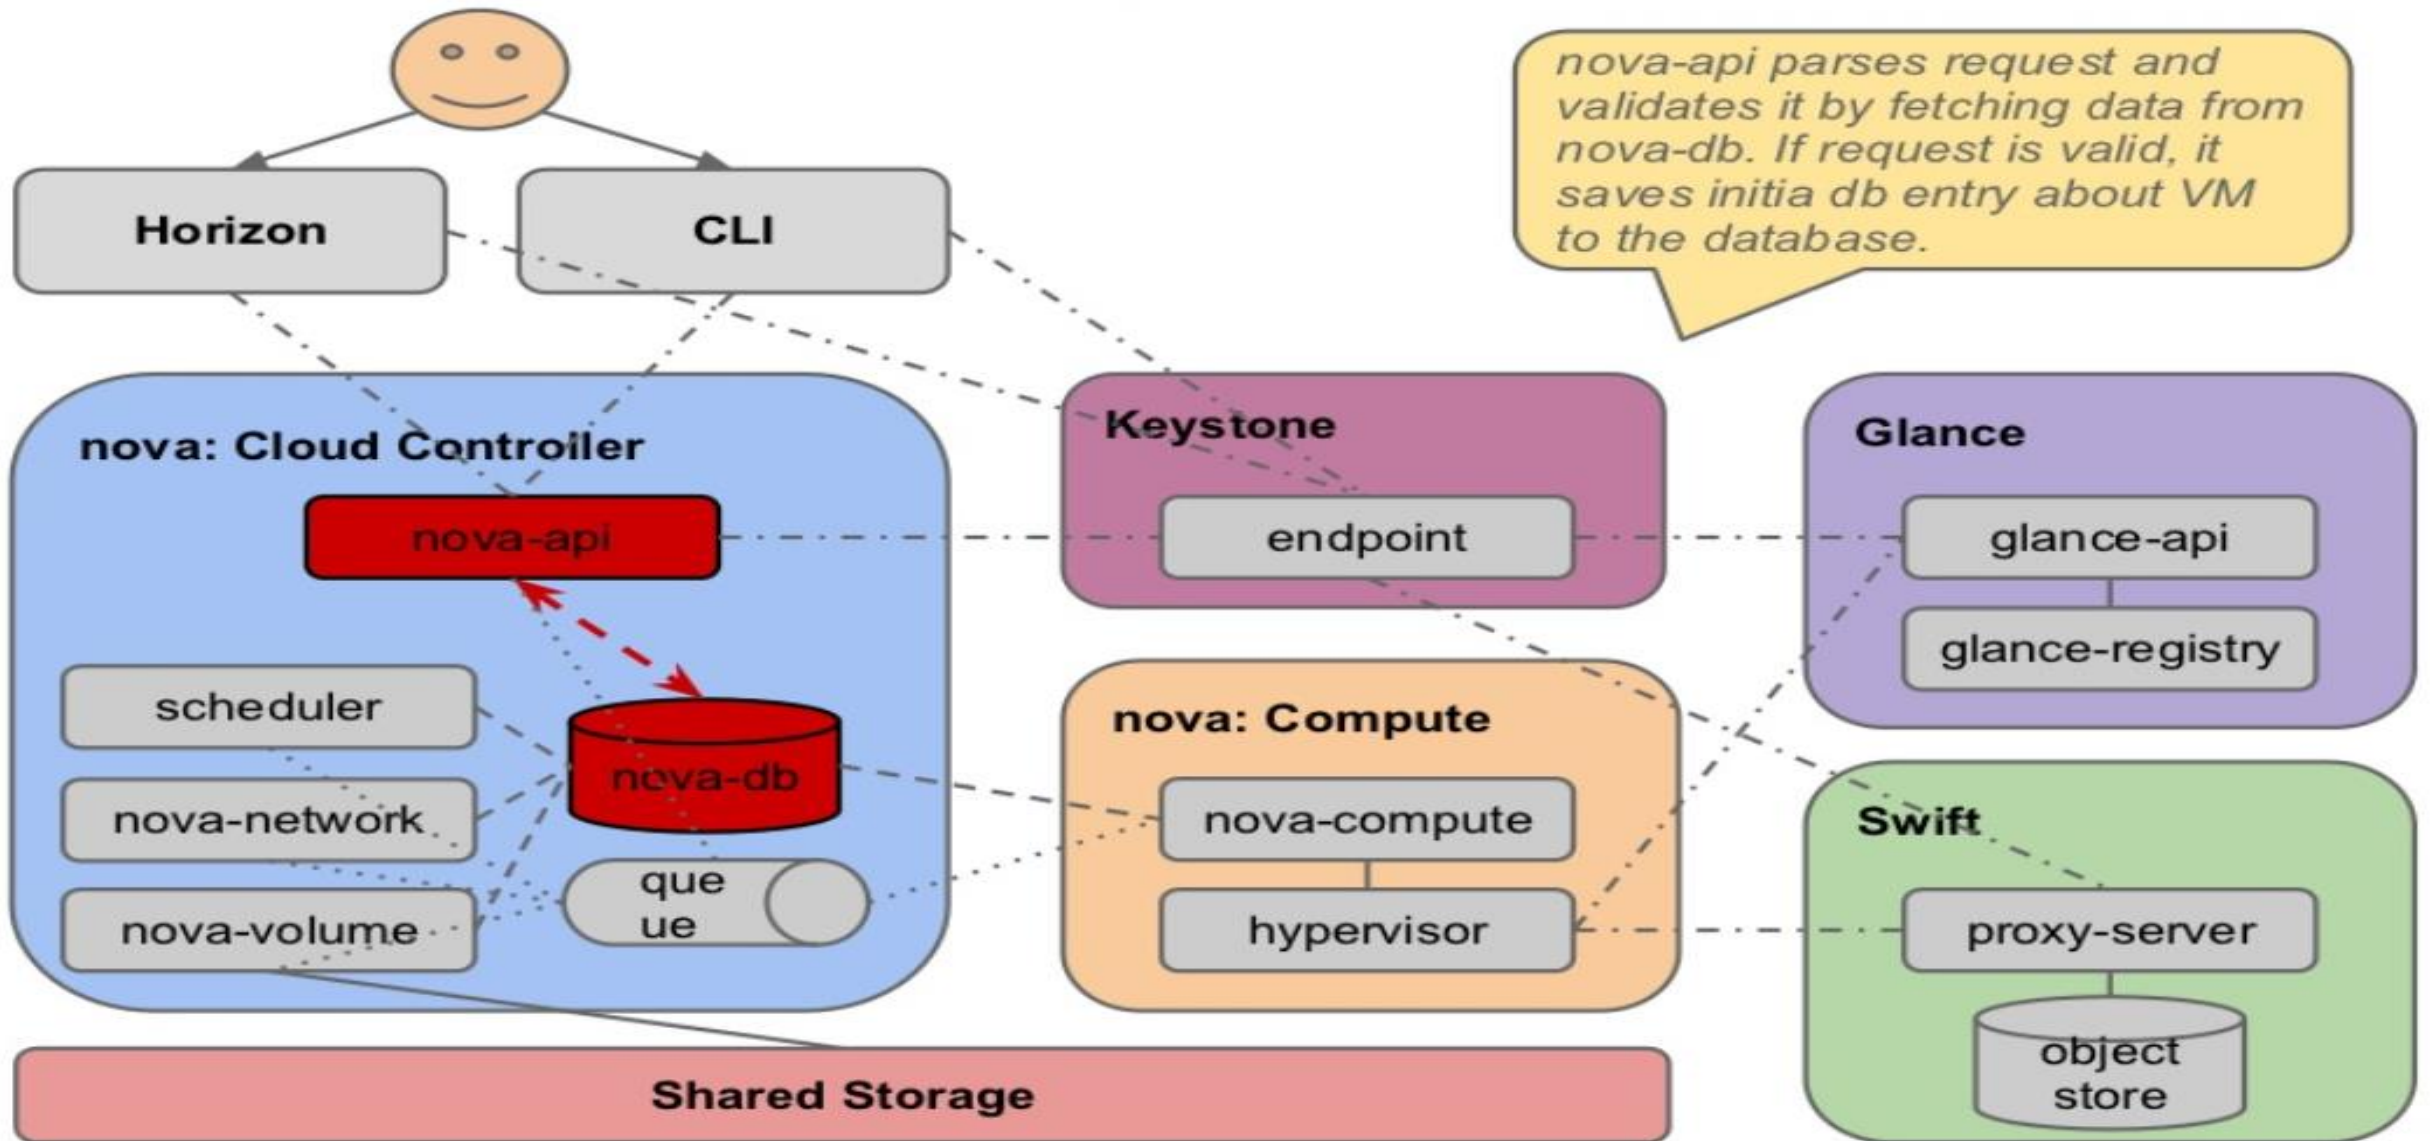 nova-api parses request and
validates it by fetching data from
nova-db. If request is valid, it
saves initia db entry about VM
to the database.
Horizon
CLI
nova: Cloud Controller
nova-api
scheduler
nova-db
nova-network
que
ue
nova-volume
Keystone
endpoint
nova: Compute
nova-compute
hypervisor
Glance
glance-api
glance-registry
Swift
proxy-server
object
store
Shared Storage